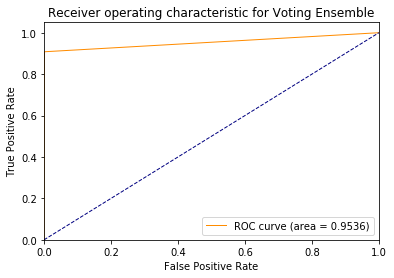 Receiver operating characteristic for Voting Ensemble
True Positive Rate
1.0
0.8
0.6
0.4
0.2
0.0
ROC curve (area = 0.9536)
0.0 0.2 0.4 0.6 0.8 1.0
False Positive Rate